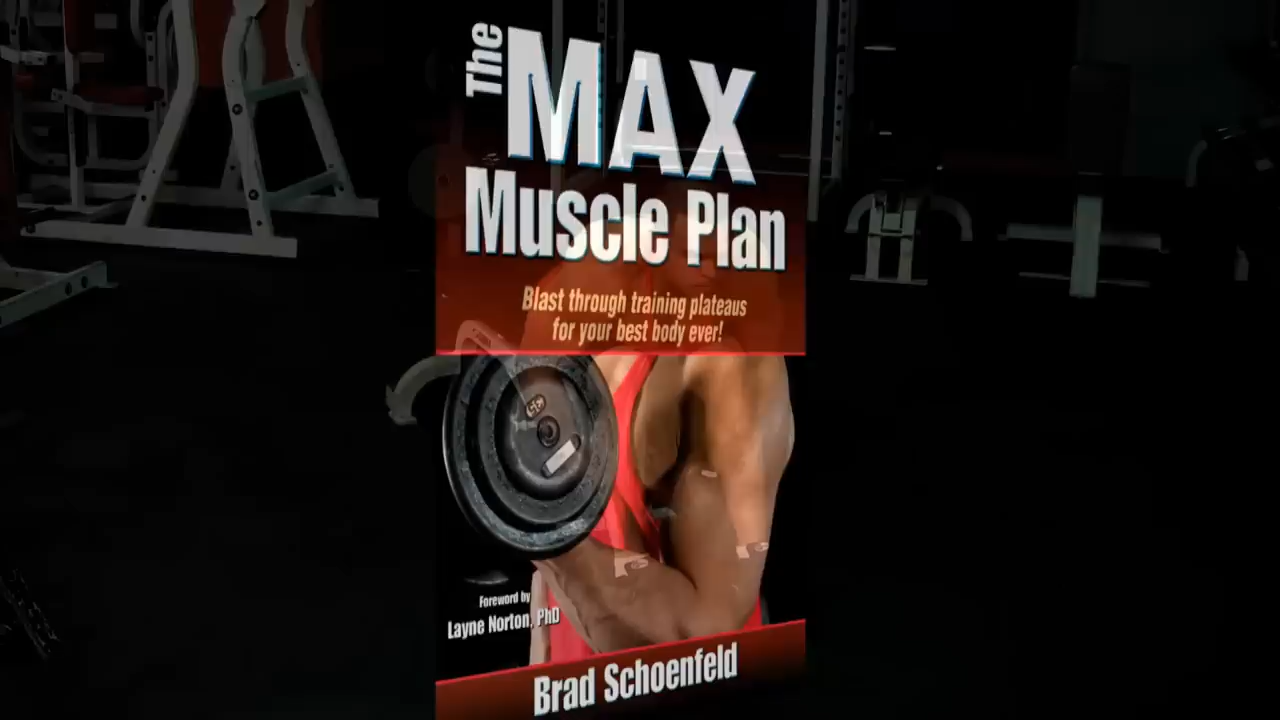 The
MAX
Muscle Plan
Blast through training plateaus
for your best body ever!
55
Foreword by
Layne Norton, PhD
Brad Schoenfeld